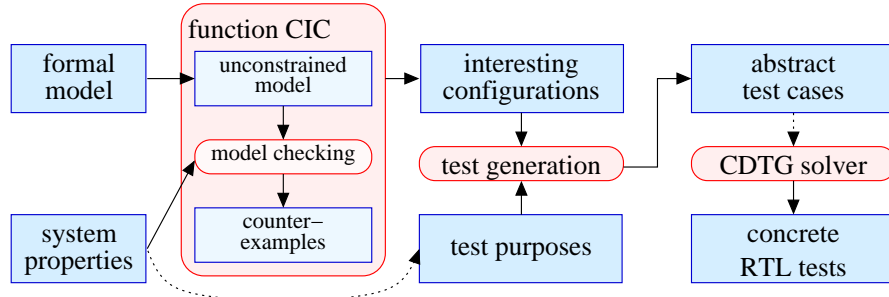 function CIC
formal
model
unconstrained
model
interesting
configurations
abstract
test cases
model checking
test generation
CDTG solver
system
properties
counter–
examples
test purposes
concrete
RTL tests